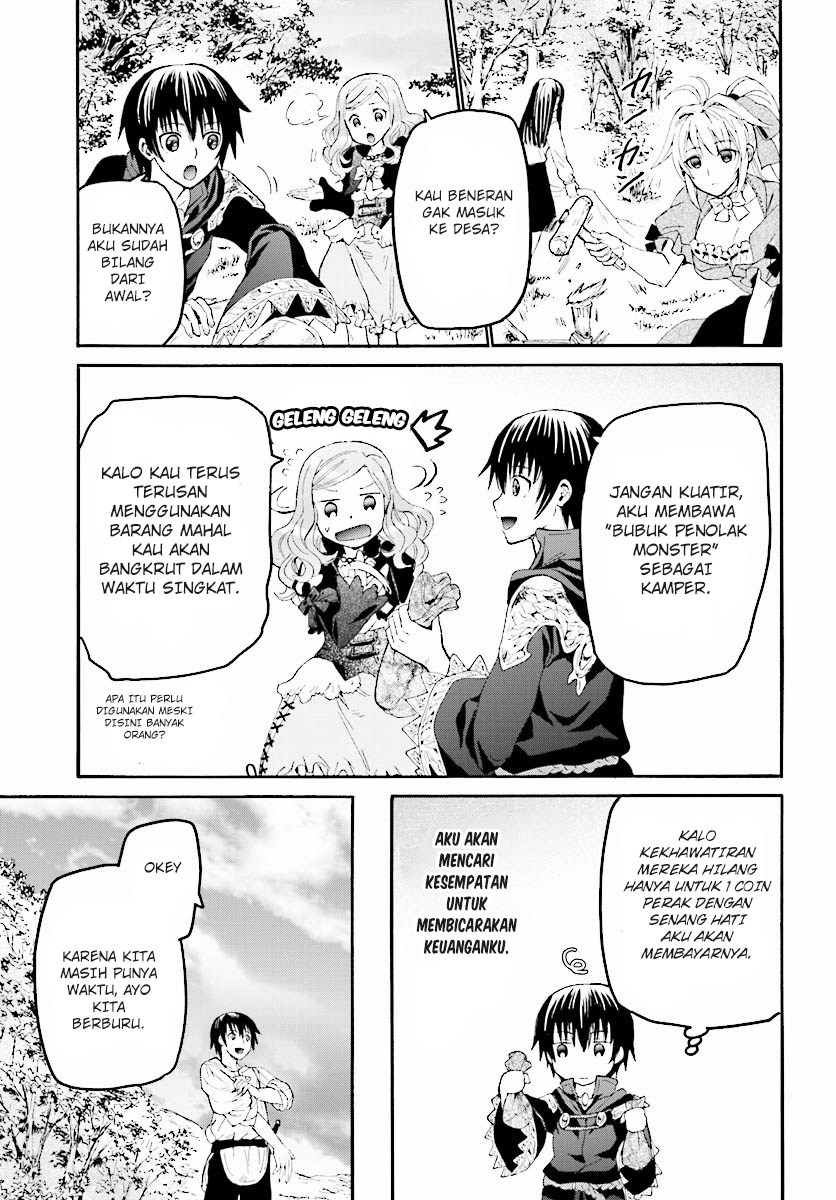 KAU BENERAN
GAK MASUK
KE DESA?
BUKANNYA
AKU SUDAH
BILANG
DARI
AWAL?
JANGAN KUATIR,
AKU MEMBAWA
"BUBUK PENOLAK
MONSTER"
SEBAGAI
KAMPER.
GELENG GELENG
KALO KAU TERUS
TERUSAN
MENGGUNAKAN
BARANG MAHAL
KAU AKAN
BANGKRUT DALAM
WAKTU SINGKAT.
APA ITU PERLU
DIGUNAKAN MESKI
DISINI BANYAK
ORANG?
KALO
KEKHAWATIRAN
MEREKA HILANG
HANYA UNTUK 1 COIN
PERAK DENGAN
SENANG HATI
AKU AKAN
MEMBAYARNYA.
AKU AKAN
MENCARI
KESEMPATAN
UNTUK
MEMBICARAKAN
KEUANGANKU.
OKEY
KARENA KITA
MASIH PUNYA
WAKTU, AYO
KITA
BERBURU.